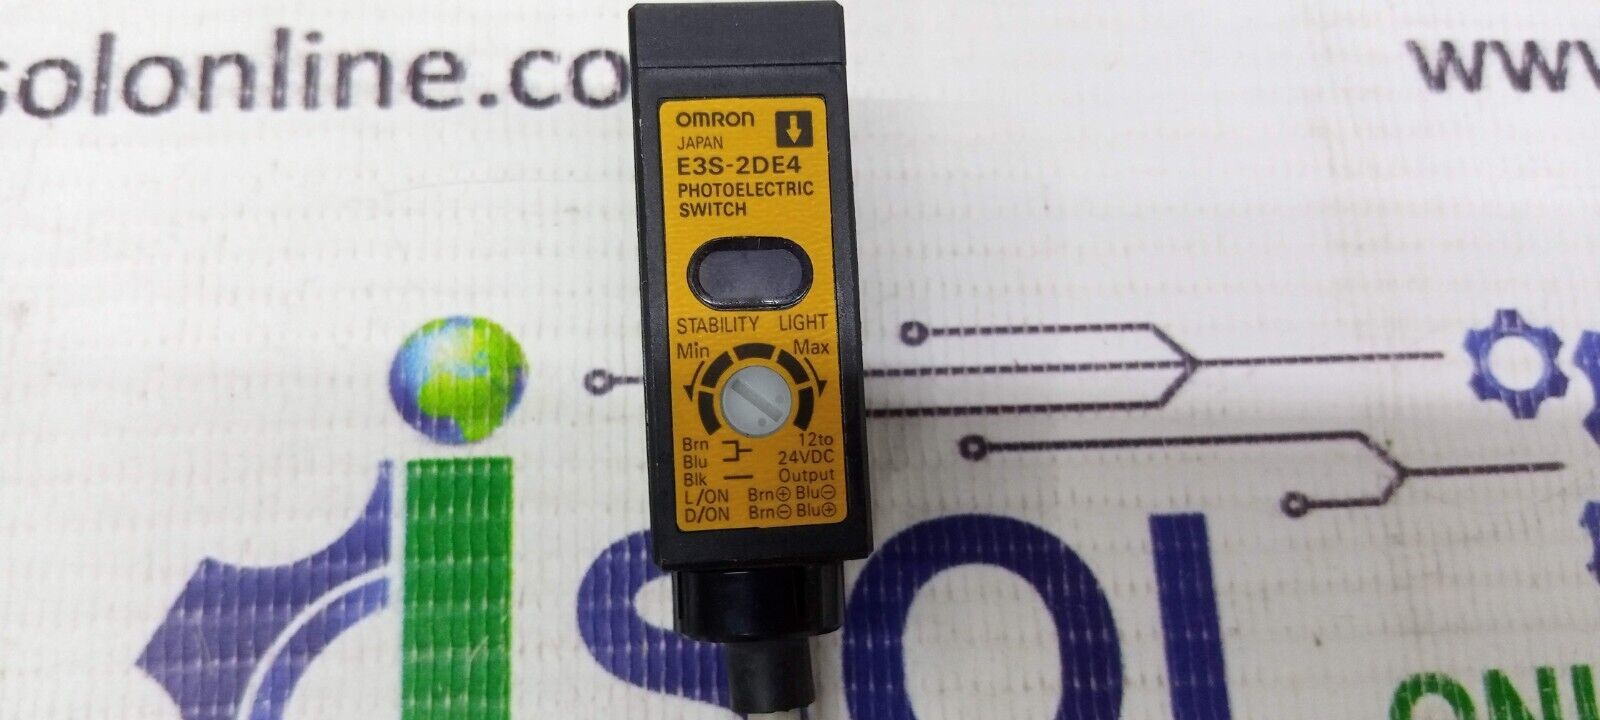 solonline.co
www.
OMRON
JAPAN
E3S-2DE4
PHOTOELECTRIC
SWITCH
STABILITY LIGHT
Min Max
Brn 12to
Blu 24VDC
Blk Output
L/ON Brn⊕ Blu⊖
D/ON Brn⊖ Blu⊕
isol